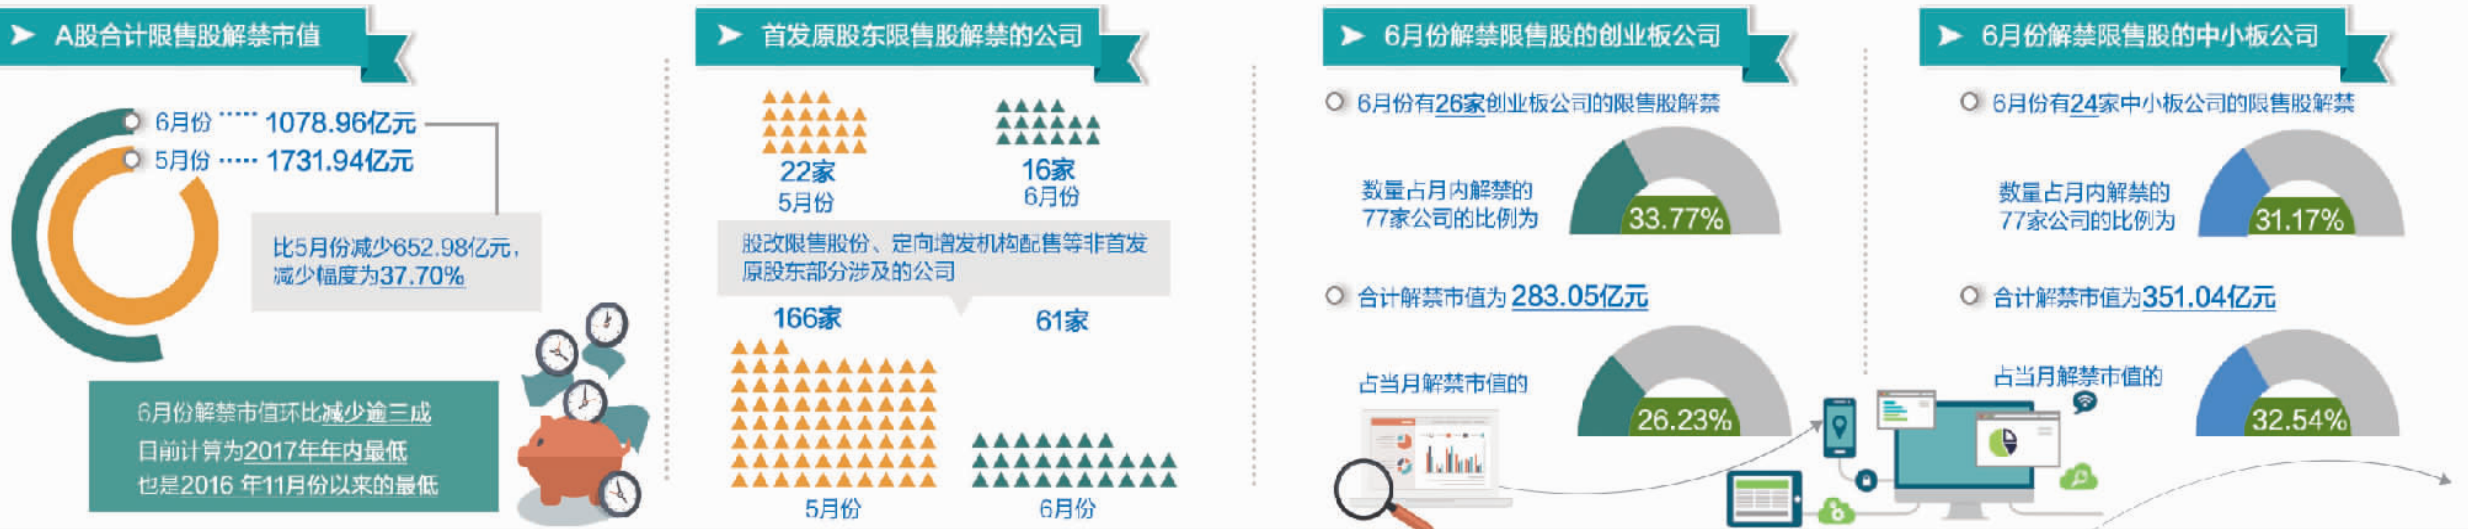 A股合计限售股解禁市值
6月份 ····· 1078.96亿元
5月份 ····· 1731.94亿元
比5月份减少652.98亿元，
减少幅度为37.70%
6月份解禁市值环比减少逾三成
目前计算为2017年年内最低
也是2016 年11月份以来的最低
首发原股东限售股解禁的公司
22家
5月份
16家
6月份
股改限售股份、定向增发机构配售等非首发
原股东部分涉及的公司
166家
61家
5月份
6月份
6月份解禁限售股的创业板公司
6月份有26家创业板公司的限售股解禁
数量占月内解禁的
77家公司的比例为
33.77%
合计解禁市值为 283.05亿元
占当月解禁市值的
26.23%
6月份解禁限售股的中小板公司
6月份有24家中小板公司的限售股解禁
数量占月内解禁的
77家公司的比例为
31.17%
合计解禁市值为351.04亿元
占当月解禁市值的
32.54%